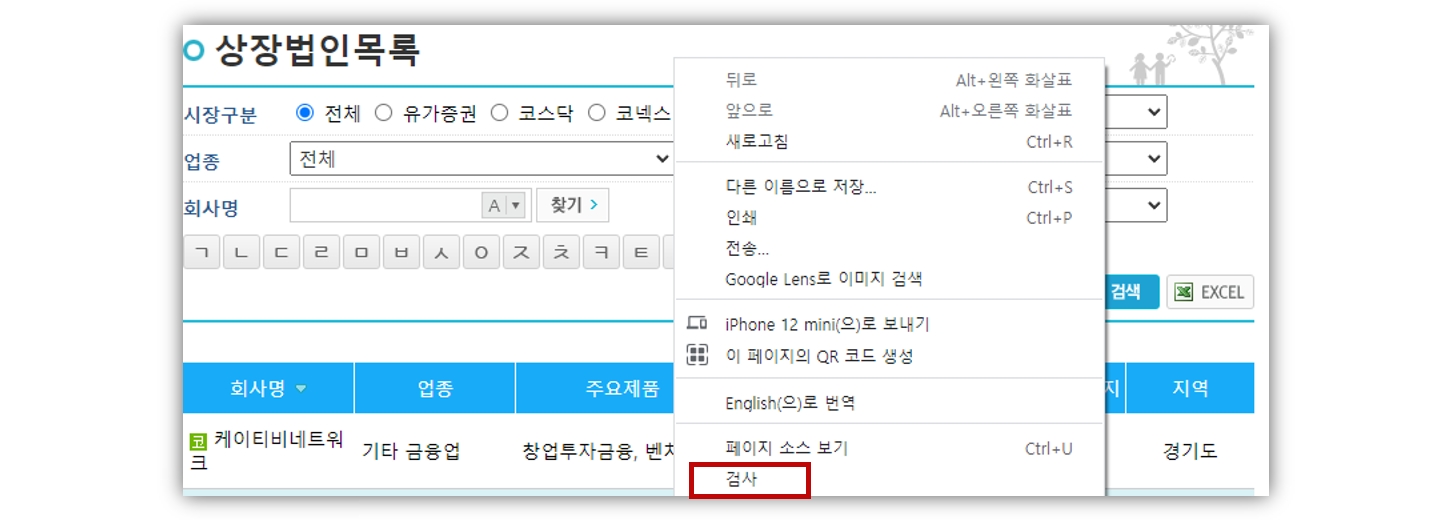 상장법인목록
시장구분 전체 유가증권 코스닥 코넥스
업종 전체
회사명 A 찾기
ㄱ ㄴ ㄷ ㄹ ㅁ ㅂ ㅅ ㅇ ㅈ ㅊ ㅋ ㅌ
검색 EXCEL
회사명 업종 주요제품 지 지역
코 케이티비네트워
크
기타 금융업 창업투자금융, 벤처 경기도
뒤로 Alt+왼쪽 화살표
앞으로 Alt+오른쪽 화살표
새로고침 Ctrl+R
다른 이름으로 저장... Ctrl+S
인쇄 Ctrl+P
전송...
Google Lens로 이미지 검색
iPhone 12 mini(으)로 보내기
이 페이지의 QR 코드 생성
English(으)로 번역
페이지 소스 보기 Ctrl+U
검사